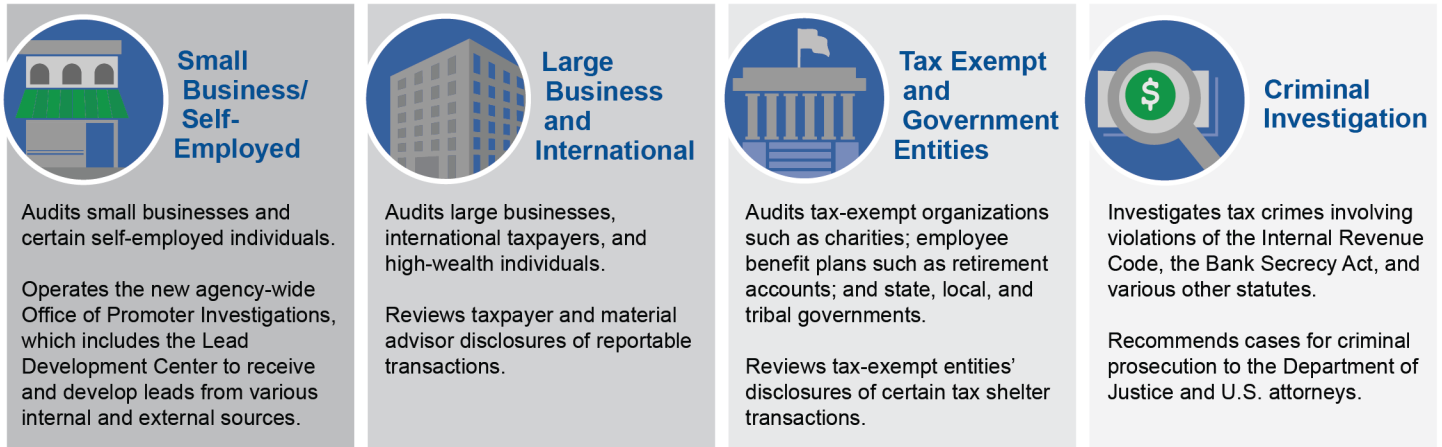 Small
Business/
Self-
Employed
Audits small businesses and
certain self-employed individuals.
Operates the new agency-wide
Office of Promoter Investigations,
which includes the Lead
Development Center to receive
and develop leads from various
internal and external sources.
Large
Business
and
International
Audits large businesses,
international taxpayers, and
high-wealth individuals.
Reviews taxpayer and material
advisor disclosures of reportable
transactions.
Tax Exempt
and
Government
Entities
Audits tax-exempt organizations
such as charities; employee
benefit plans such as retirement
accounts; and state, local, and
tribal governments.
Reviews tax-exempt entities’
disclosures of certain tax shelter
transactions.
$
Criminal
Investigation
Investigates tax crimes involving
violations of the Internal Revenue
Code, the Bank Secrecy Act, and
various other statutes.
Recommends cases for criminal
prosecution to the Department of
Justice and U.S. attorneys.